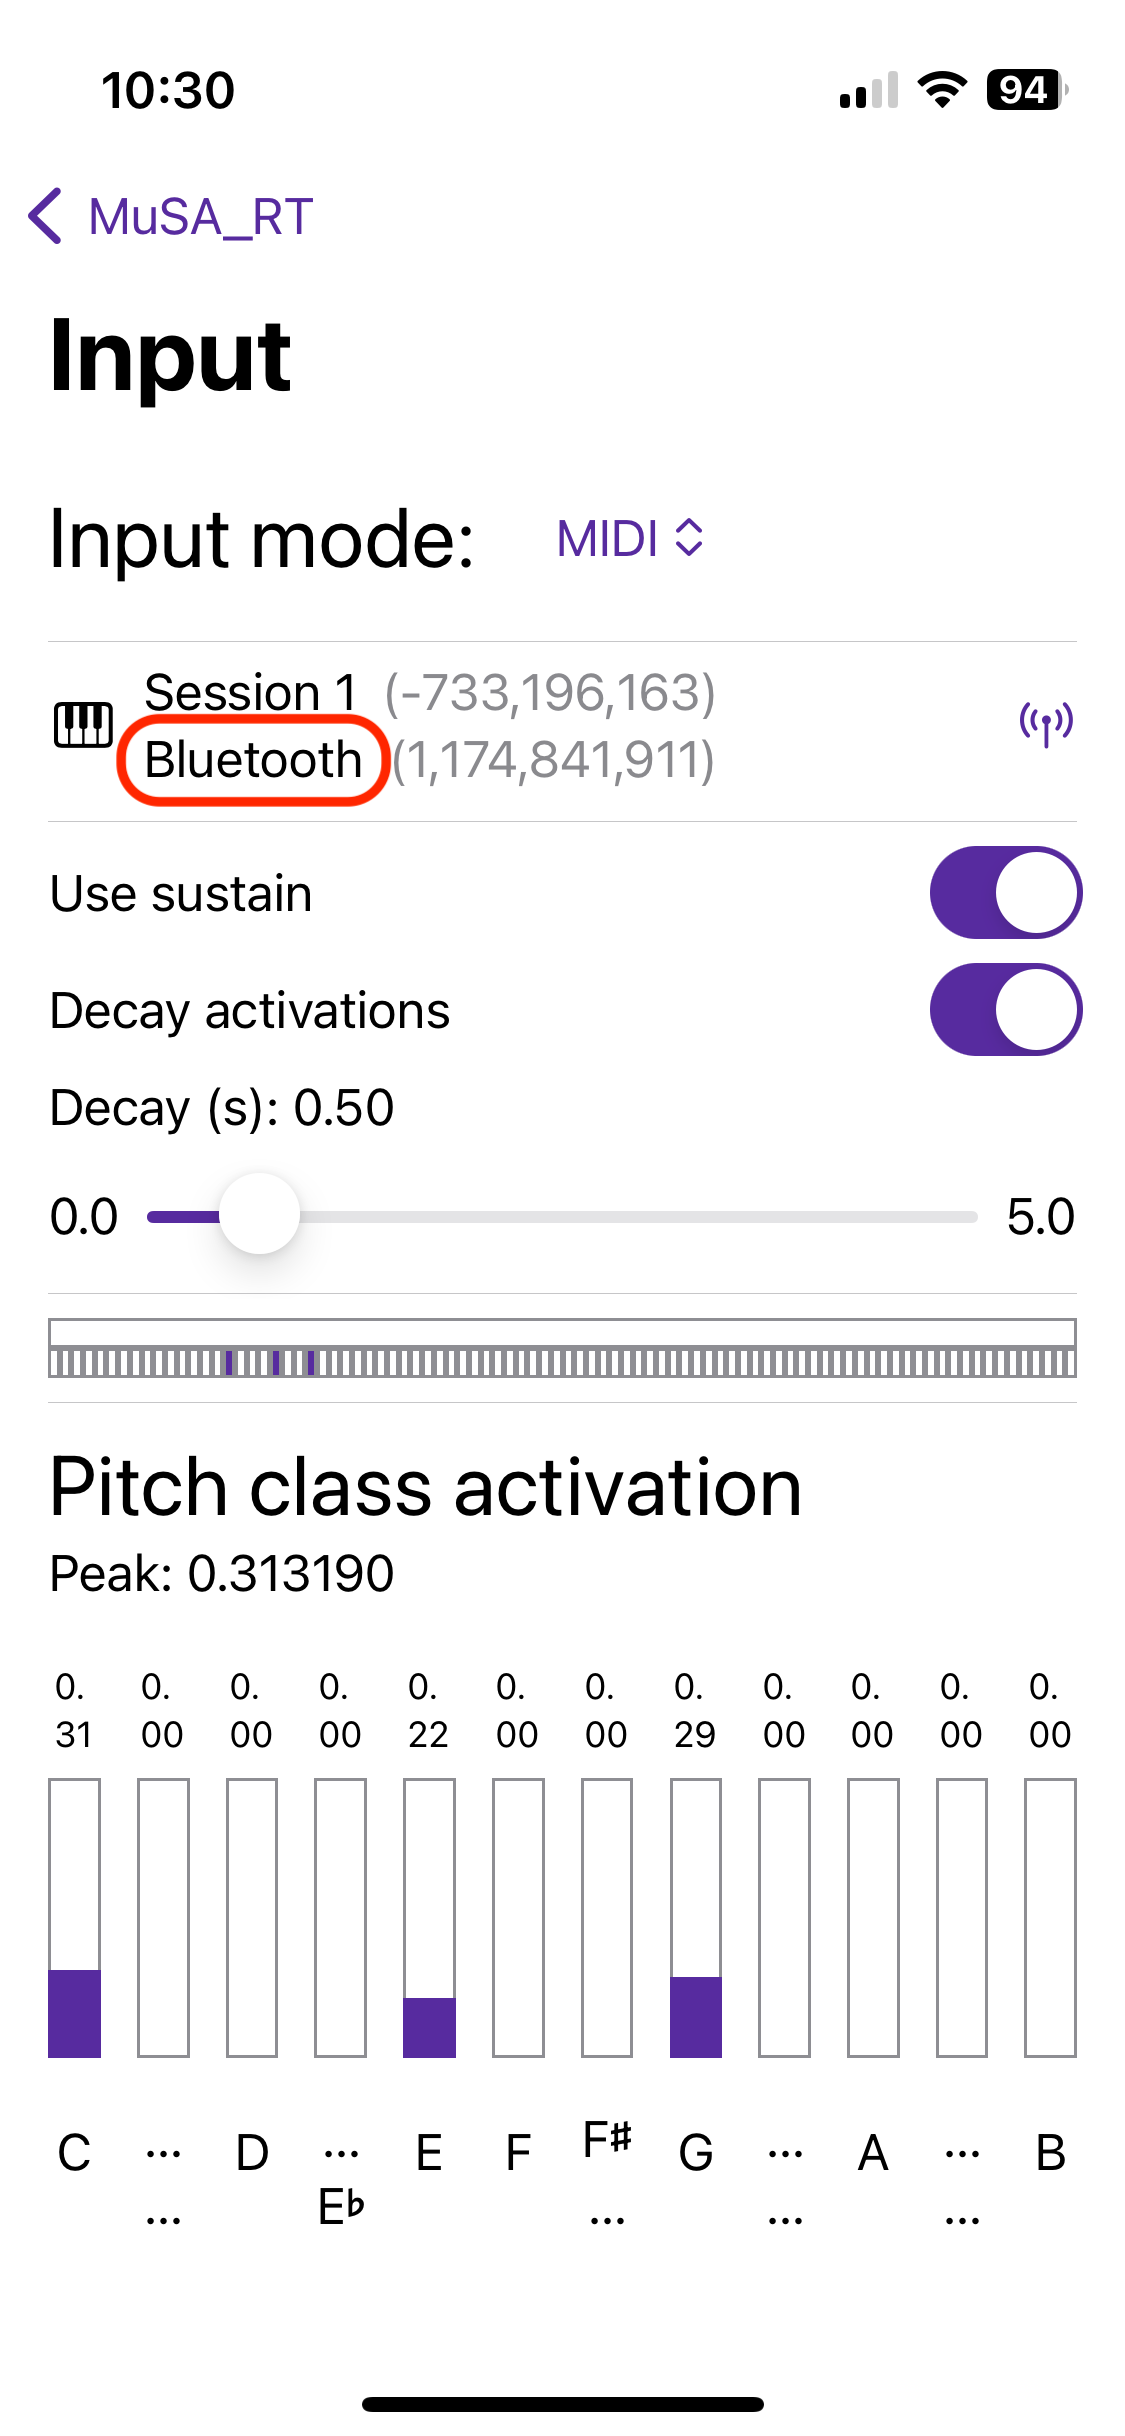 10:30 94
MuSA_RT
Input
Input mode: MIDI
Session 1 (-733,196,163)
Bluetooth (1,174,841,911)
Use sustain
Decay activations
Decay (s): 0.50
0.0 5.0
Pitch class activation
Peak: 0.313190
0. 0. 0. 0. 0. 0. 0. 0. 0. 0. 0. 0.
31 00 00 00 22 00 00 29 00 00 00 00
C ... D ... E F F♯ G ... A ... B
... E♭ ... ... ...